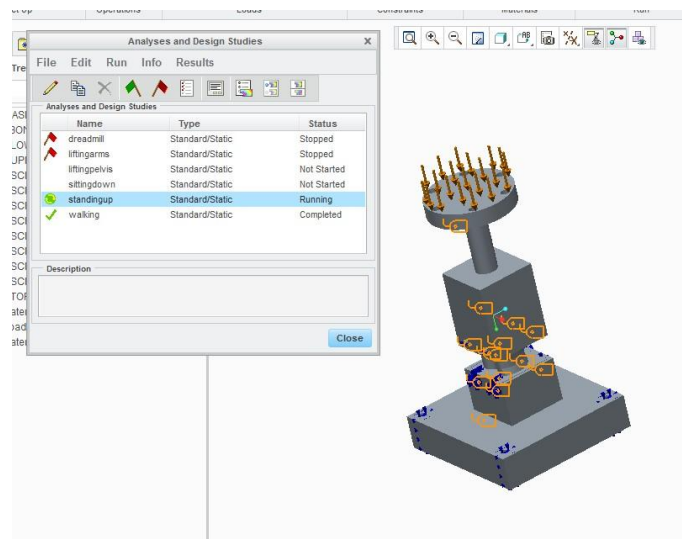 Operations
Loads
Constraints
Materials
Run
Analyses and Design Studies
X
File Edit Run Info Results
Analyses and Design Studies
Name Type Status
dreadmill Standard/Static Stopped
liftingarms Standard/Static Stopped
liftingpelvis Standard/Static Not Started
sittingdown Standard/Static Not Started
standingup Standard/Static Running
walking Standard/Static Completed
Description
Close